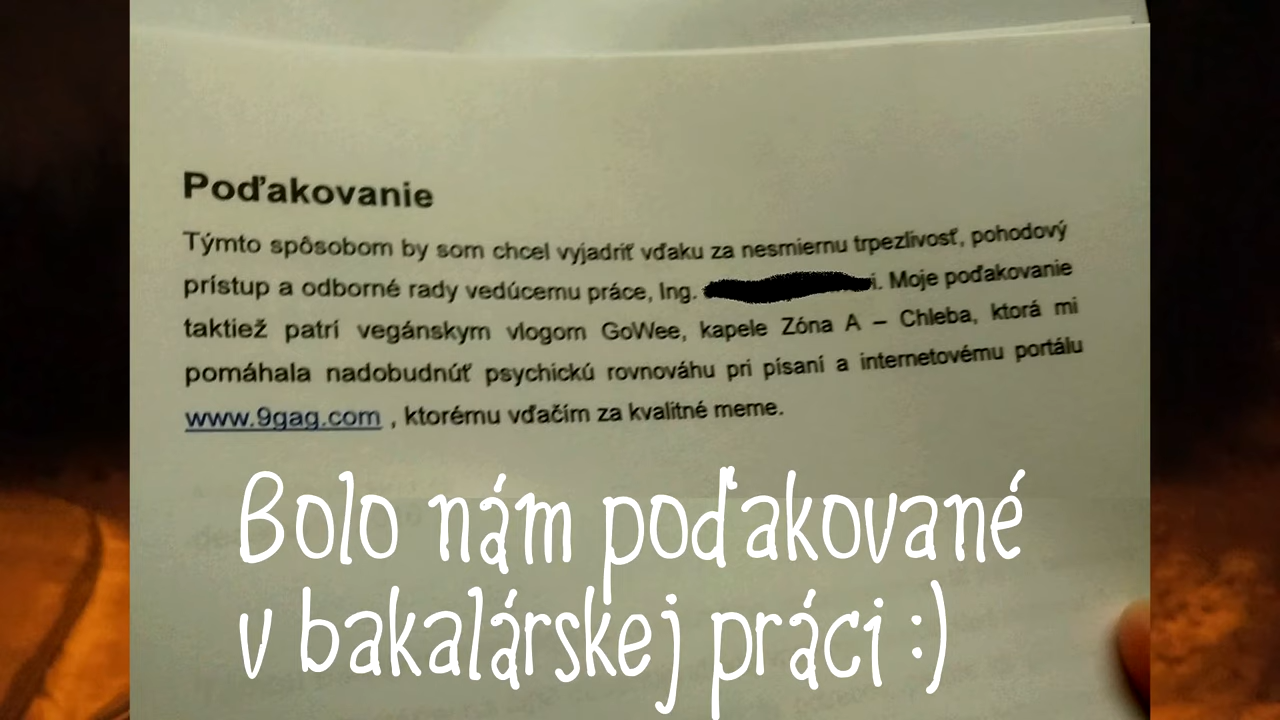 Poďakovanie
Týmto spôsobom by som chcel vyjadriť vďaku za nesmiernu trpezlivosť, pohodový
prístup a odborné rady vedúcemu práce, Ing. i. Moje poďakovanie
taktiež patrí vegánskym vlogom GoWee, kapele Zóna A – Chleba, ktorá mi
pomáhala nadobudnúť psychickú rovnováhu pri písaní a internetovému portálu
www.9gag.com , ktorému vďačím za kvalitné meme.
Bolo nám poďakované
v bakalárskej práci :)